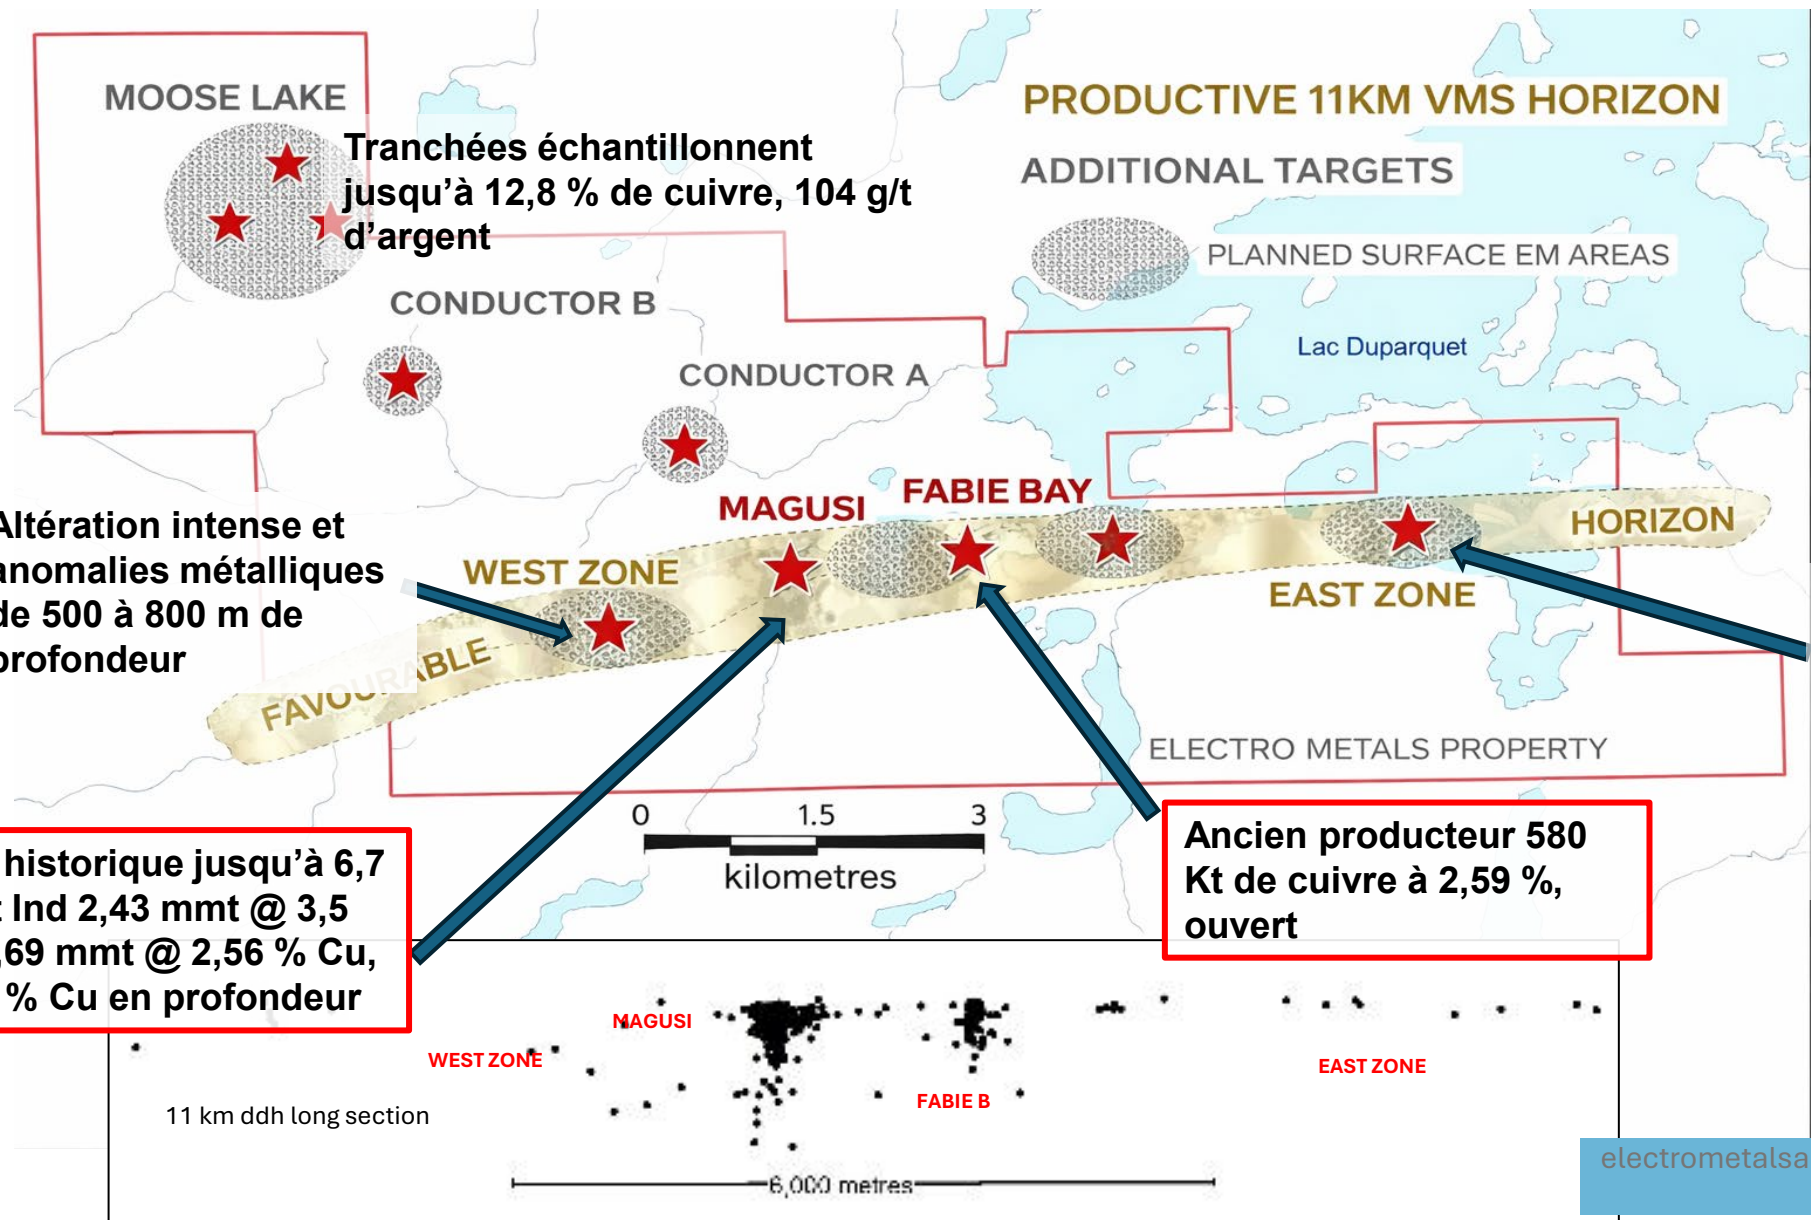 MOOSE LAKE
Tranchées échantillonnent
jusqu'à 12,8 % de cuivre, 104 g/t
d'argent
PRODUCTIVE 11KM VMS HORIZON
ADDITIONAL TARGETS
PLANNED SURFACE EM AREAS
CONDUCTOR B
Lac Duparquet
CONDUCTOR A
MAGUSI
FABIE BAY
Altération intense et
anomalies métalliques
de 500 à 800 m de
profondeur
WEST ZONE
HORIZON
EAST ZONE
FAVOURABLE
ELECTRO METALS PROPERTY
0 1.5 3
kilometres
historique jusqu'à 6,7
Ind 2,43 mmt @ 3,5
,69 mmt @ 2,56 % Cu,
% Cu en profondeur
Ancien producteur 580
Kt de cuivre à 2,59 %,
ouvert
MAGUSI
WEST ZONE
EAST ZONE
FABIE B
11 km ddh long section
6,000 metres
electrometalsa